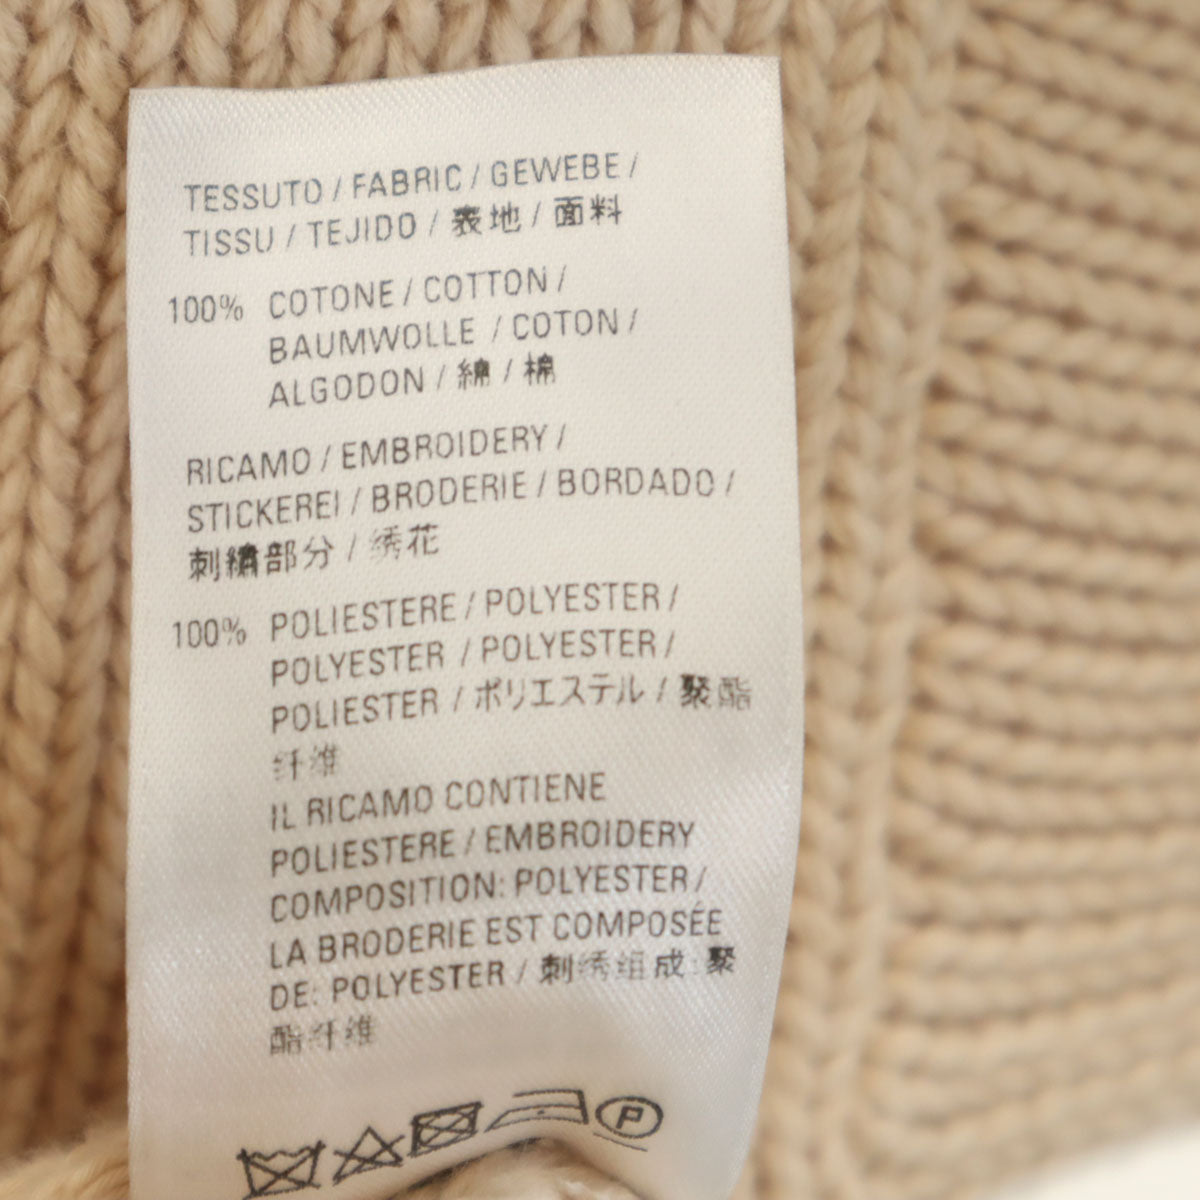 TESSUTO / FABRIC / GEWEBE /
TISSU / TEJIDO / 表地 / 面料
100% COTONE / COTTON /
BAUMWOLLE / COTON /
ALGODON / 綿 / 棉
RICAMO / EMBROIDERY /
STICKEREI / BRODERIE / BORDADO /
刺繍部分 / 绣花
100% POLIESTERE / POLYESTER /
POLYESTER / POLYESTER /
POLIESTER / ポリエステル / 聚酯
纤维
IL RICAMO CONTIENE
POLIESTERE / EMBROIDERY
COMPOSITION: POLYESTER /
LA BRODERIE EST COMPOSÉE
DE: POLYESTER / 刺绣组成:聚
酯纤维
P